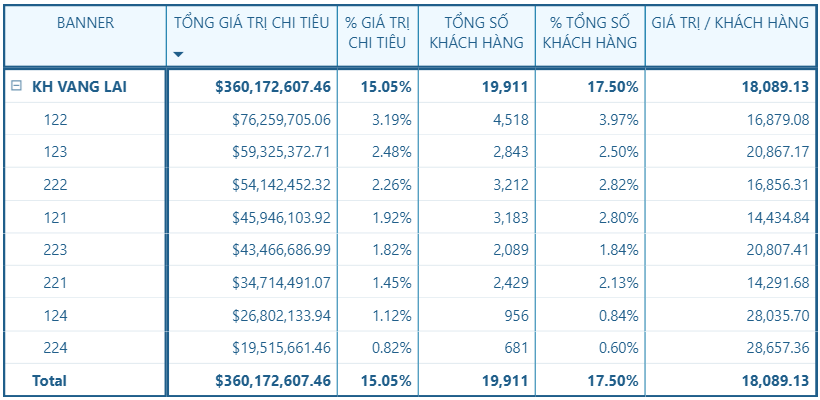 BANNER TỔNG GIÁ TRỊ CHI TIÊU % GIÁ TRỊ CHI TIÊU TỔNG SỐ KHÁCH HÀNG % TỔNG SỐ KHÁCH HÀNG GIÁ TRỊ / KHÁCH HÀNG
KH VANG LAI $360,172,607.46 15.05% 19,911 17.50% 18,089.13
122 $76,259,705.06 3.19% 4,518 3.97% 16,879.08
123 $59,325,372.71 2.48% 2,843 2.50% 20,867.17
222 $54,142,452.32 2.26% 3,212 2.82% 16,856.31
121 $45,946,103.92 1.92% 3,183 2.80% 14,434.84
223 $43,466,686.99 1.82% 2,089 1.84% 20,807.41
221 $34,714,491.07 1.45% 2,429 2.13% 14,291.68
124 $26,802,133.94 1.12% 956 0.84% 28,035.70
224 $19,515,661.46 0.82% 681 0.60% 28,657.36
Total $360,172,607.46 15.05% 19,911 17.50% 18,089.13